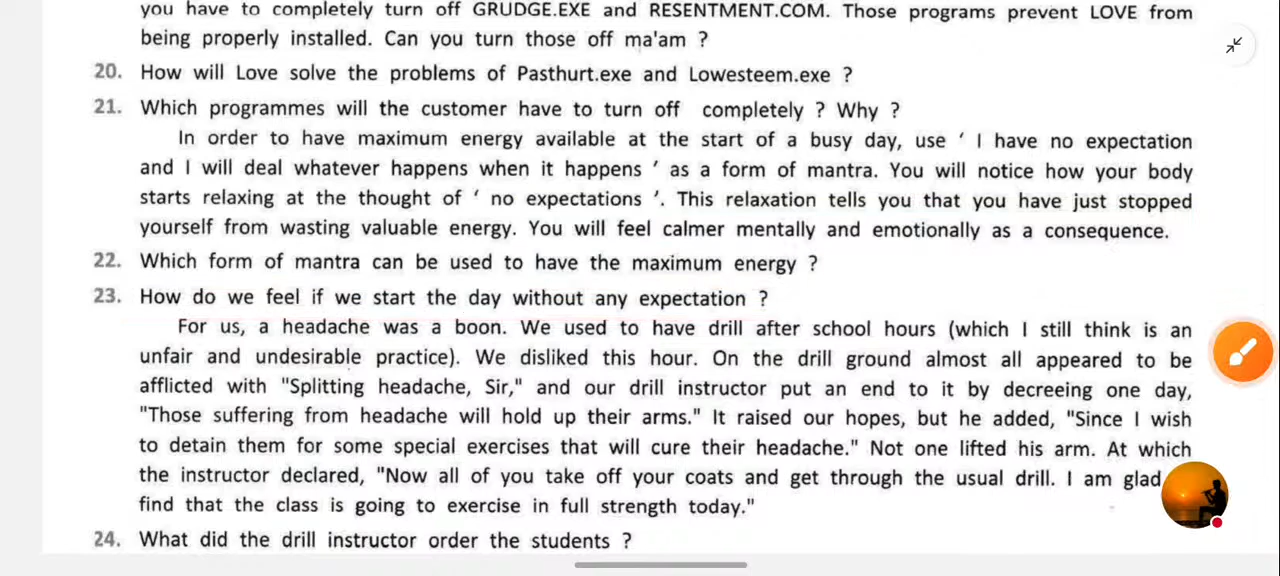 you have to completely turn off GRUDGE.EXE and RESENTMENT.COM. Those programs prevent LOVE from
being properly installed. Can you turn those off ma'am ?
20. How will Love solve the problems of Pasthurt.exe and Lowesteem.exe ?
21. Which programmes will the customer have to turn off completely ? Why ?
In order to have maximum energy available at the start of a busy day, use ' I have no expectation
and I will deal whatever happens when it happens ' as a form of mantra. You will notice how your body
starts relaxing at the thought of ' no expectations '. This relaxation tells you that you have just stopped
yourself from wasting valuable energy. You will feel calmer mentally and emotionally as a consequence.
22. Which form of mantra can be used to have the maximum energy ?
23. How do we feel if we start the day without any expectation ?
For us, a headache was a boon. We used to have drill after school hours (which I still think is an
unfair and undesirable practice). We disliked this hour. On the drill ground almost all appeared to be
afflicted with "Splitting headache, Sir," and our drill instructor put an end to it by decreeing one day,
"Those suffering from headache will hold up their arms." It raised our hopes, but he added, "Since I wish
to detain them for some special exercises that will cure their headache." Not one lifted his arm. At which
the instructor declared, "Now all of you take off your coats and get through the usual drill. I am glad
find that the class is going to exercise in full strength today."
24. What did the drill instructor order the students ?